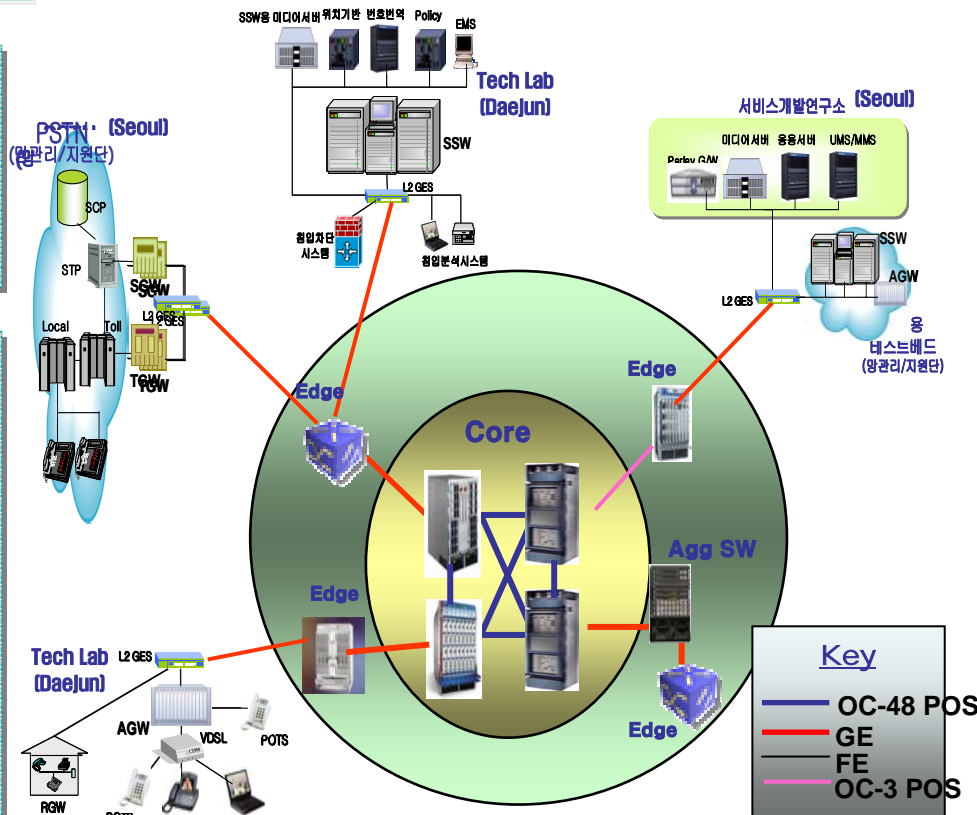 SSW용 미디어서버
위치기반
번호번역
Policy
EMS
Tech Lab
(Daejun)
SSW
L2 GES
침입차단
시스템
침입분석시스템
PSTN
(Seoul)
(망관리/지원단)
SCP
STP
SGW
SGW
L2 GES
L2 GES
Local
Toll
TGW
TGW
서비스개발연구소 (Seoul)
Parlay G/W
미디어서버
응용서버
UMS/MMS
SSW
AGW
L2 GES
용
테스트베드
(망관리/지원단)
Edge
Edge
Core
Agg SW
Edge
Edge
Tech Lab
(Daejun)
L2 GES
AGW
VDSL
POTS
RGW
Key
OC-48 POS
GE
FE
OC-3 POS